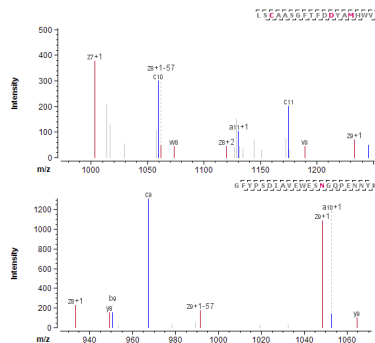 LSCAASGFTFDDYAMHWV
500
400
300
200
100
0
Intensity
Z7+1
Z8+1-57
C10
W8
Z8+2
a11+1
C11
V9
Z9+1
1000 1050 1100 1150 1200
m/z
GFYPSDIAVEWESNGQPENNY
1200
1000
800
600
400
200
0
Intensity
Z8+1
b9
y8
C9
Z9+1-57
Z9+1
a10+1
y9
940 960 980 1000 1020 1040 1060
m/z